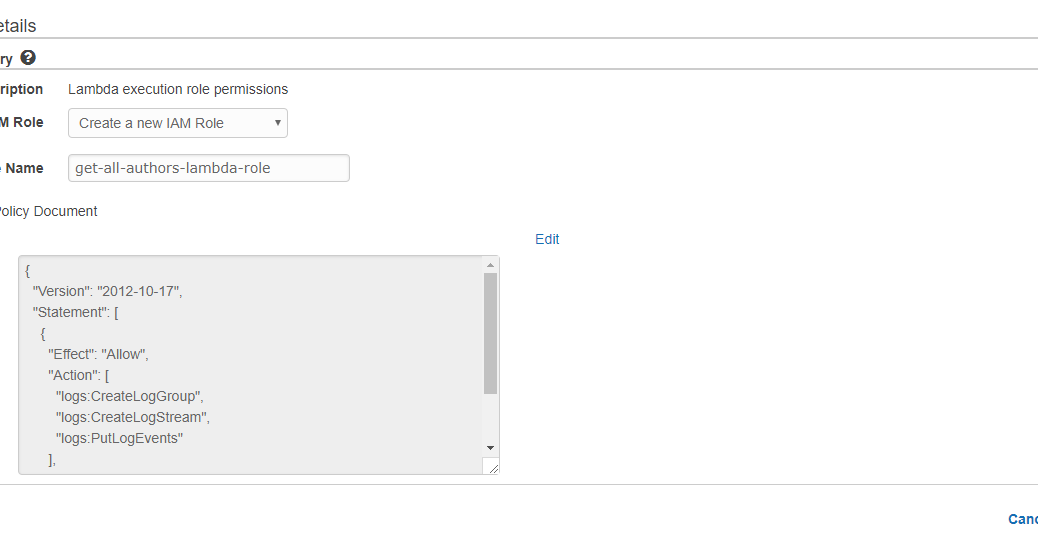 etails
ry ?
ription Lambda execution role permissions
M Role Create a new IAM Role
Name get-all-authors-lambda-role
Policy Document
Edit
{
"Version": "2012-10-17",
"Statement": [
{
"Effect": "Allow",
"Action": [
"logs:CreateLogGroup",
"logs:CreateLogStream",
"logs:PutLogEvents"
],
Canc